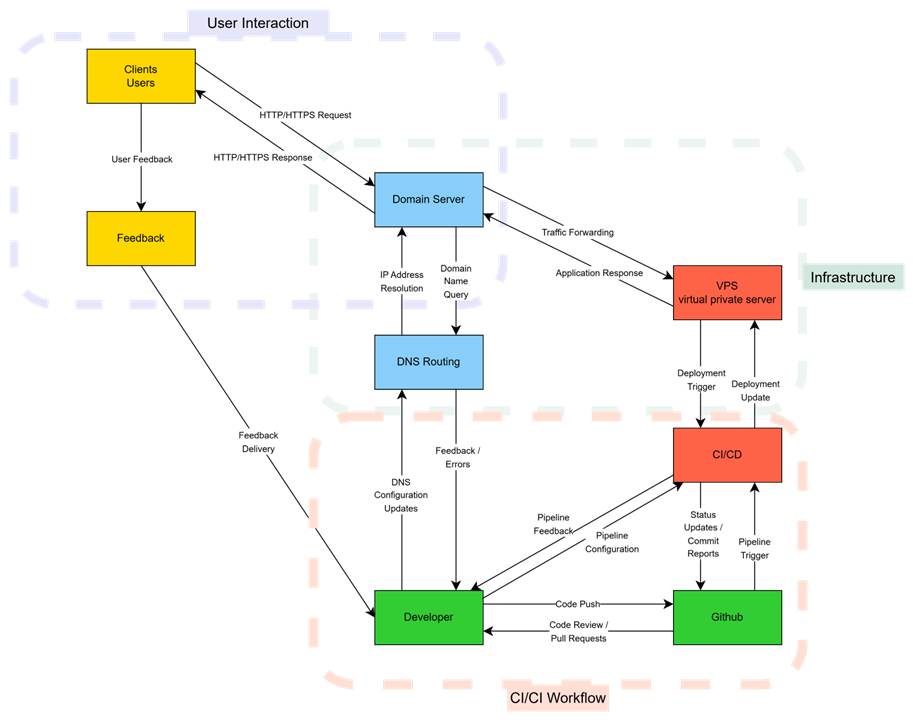 User Interaction
Clients
Users
HTTP/HTTPS Request
User Feedback
HTTP/HTTPS Response
Domain Server
Feedback
Traffic Forwarding
IP Address
Resolution
Domain
Name
Query
Application Response
Infrastructure
VPS
virtual private server
DNS Routing
Deployment
Trigger
Deployment
Update
Feedback
Delivery
Feedback /
Errors
CI/CD
DNS
Configuration
Updates
Pipeline
Feedback
Pipeline
Configuration
Status
Updates /
Commit
Reports
Pipeline
Trigger
Developer
Code Push
Code Review /
Pull Requests
Github
CI/CI Workflow